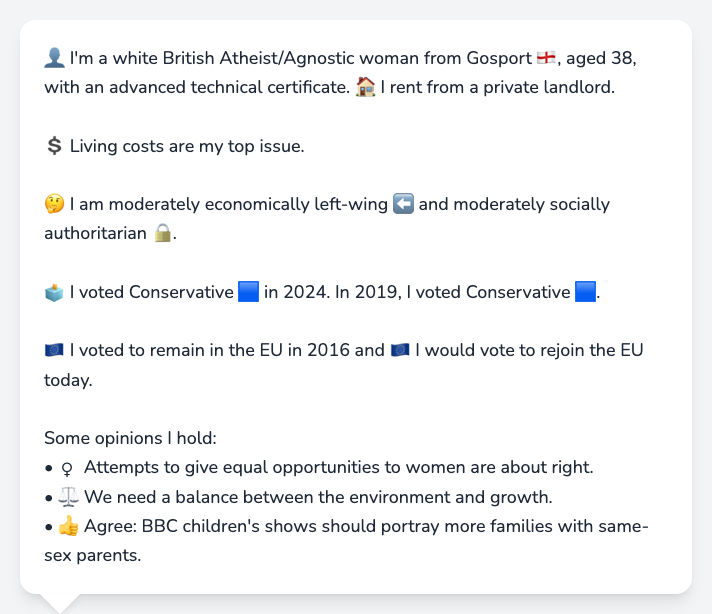 👤 I'm a white British Atheist/Agnostic woman from Gosport 🏴󠁧󠁢󠁥󠁮󠁧󠁿, aged 38,
with an advanced technical certificate. 🏠 I rent from a private landlord.
💲 Living costs are my top issue.
🤔 I am moderately economically left-wing ⬅️ and moderately socially
authoritarian 🔒.
🗳️ I voted Conservative 🟦 in 2024. In 2019, I voted Conservative 🟦.
🇪🇺 I voted to remain in the EU in 2016 and 🇪🇺 I would vote to rejoin the EU
today.
Some opinions I hold:
• ♀ Attempts to give equal opportunities to women are about right.
• ⚖️ We need a balance between the environment and growth.
• 👍 Agree: BBC children's shows should portray more families with same-
sex parents.